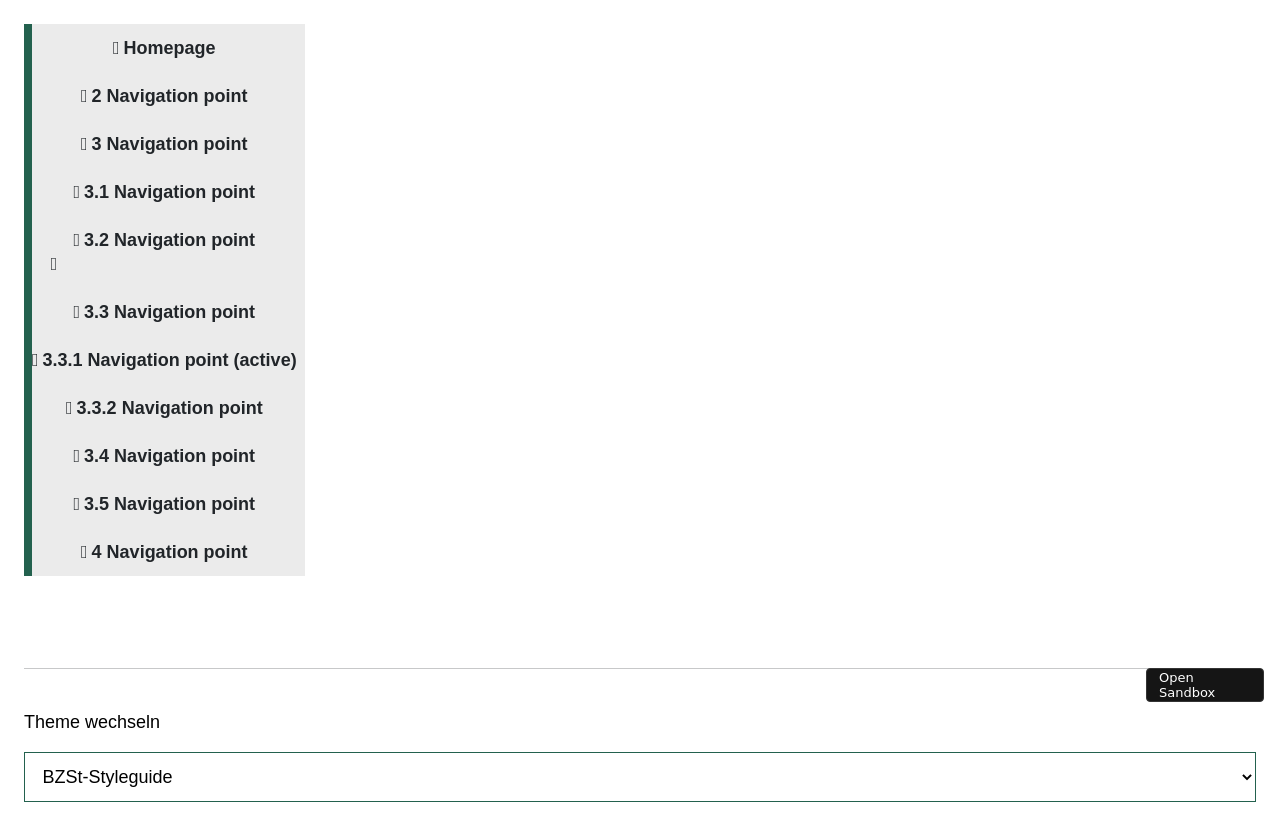 Homepage
2 Navigation point
3 Navigation point
3.1 Navigation point
3.2 Navigation point
3.3 Navigation point
3.3.1 Navigation point (active)
3.3.2 Navigation point
3.4 Navigation point
3.5 Navigation point
4 Navigation point
Open
Sandbox
Theme wechseln
BZSt-Styleguide